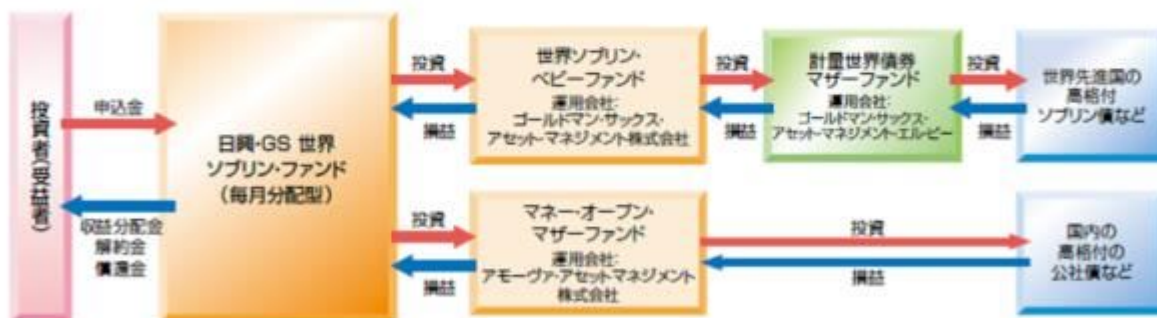 投資者(受益者)
申込金
収益分配金
解約金
償還金
日興・GS 世界
ソブリン・ファンド
(毎月分配型)
投資
損益
世界ソブリン・
ベビーファンド
運用会社:
ゴールドマン・サックス・
アセット・マネジメント株式会社
投資
損益
計量世界債券
マザーファンド
運用会社:
ゴールドマン・サックス・
アセット・マネジメント・エル・ピー
投資
損益
世界先進国の
高格付
ソブリン債など
投資
損益
マネー・オープン・
マザーファンド
運用会社:
アモーヴァ・アセットマネジメント
株式会社
投資
損益
国内の
高格付の
公社債など